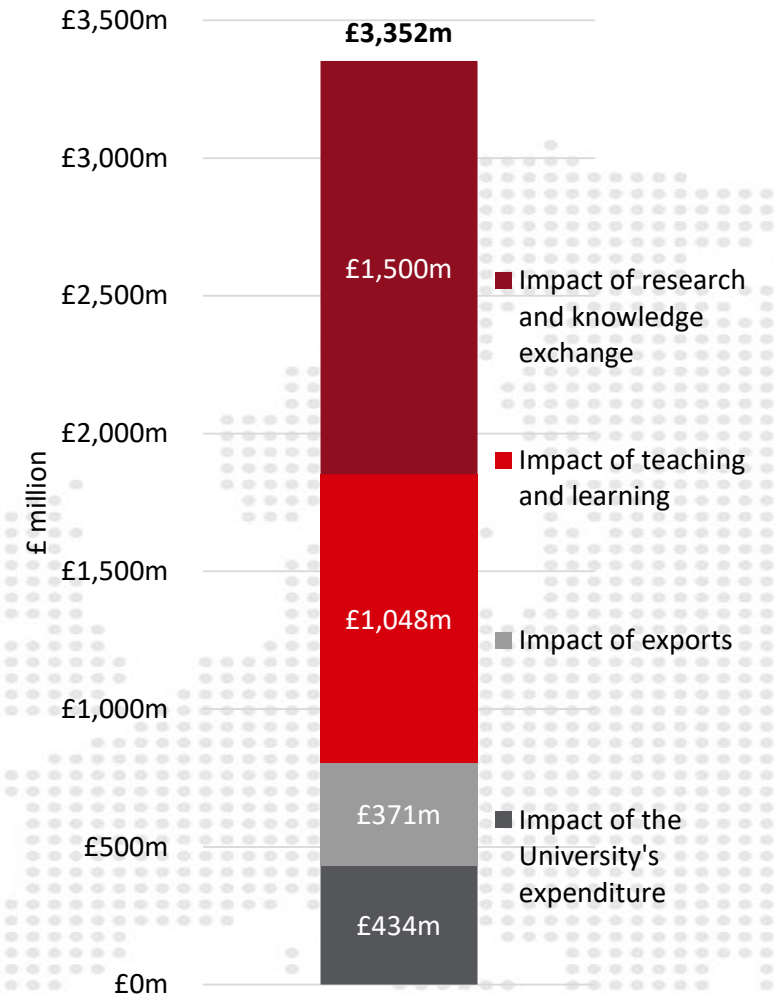 £3,500m
£3,352m
£3,000m
£1,500m
£2,500m
Impact of research
and knowledge
exchange
£2,000m
Impact of teaching
and learning
£ million
£1,500m
£1,048m
Impact of exports
£1,000m
£371m
£500m
Impact of the
University's
expenditure
£434m
£0m